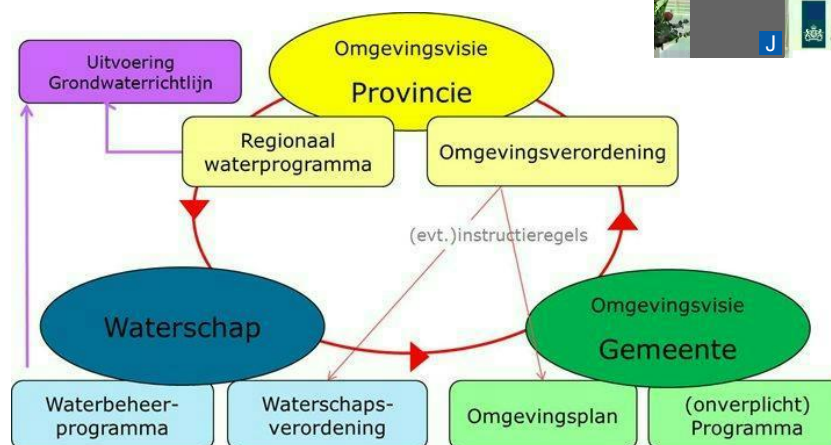 Uitvoering
Grondwaterrichtlijn
Omgevingsvisie
Provincie
J
Regionaal
waterprogramma
Omgevingsverordening
(evt.)instructieregels
Waterschap
Omgevingsvisie
Gemeente
Waterbeheer-
programma
Waterschaps-
verordening
Omgevingsplan
(onverplicht)
Programma